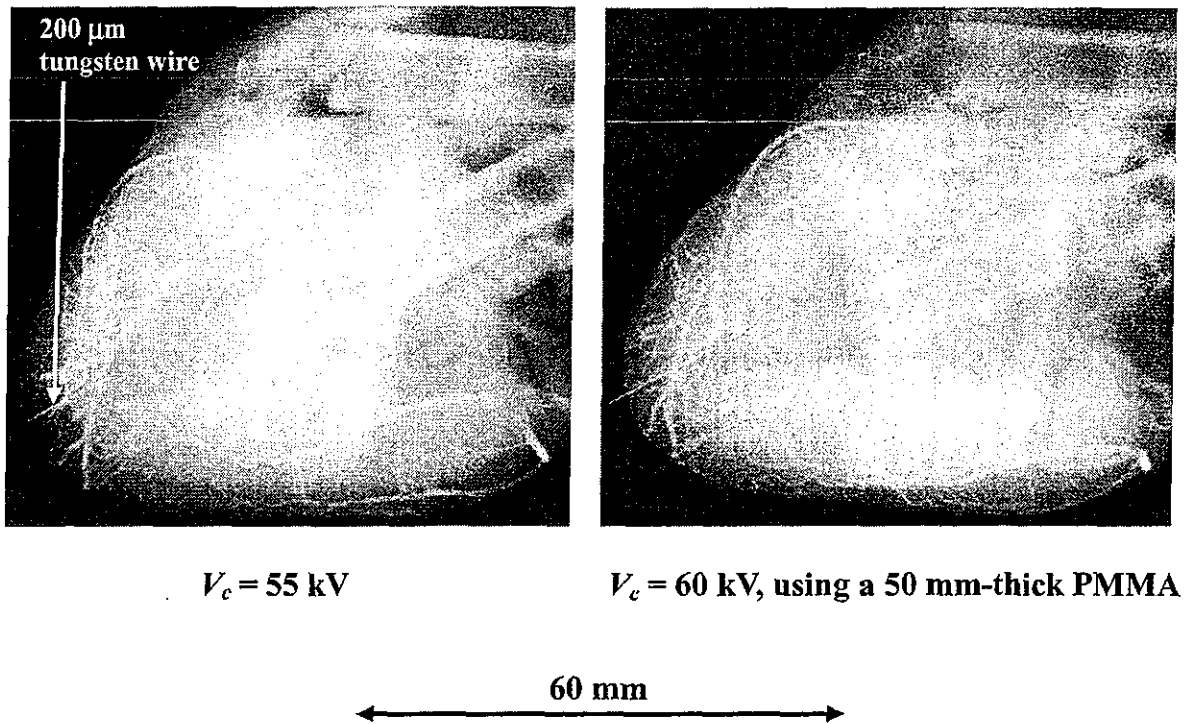 200 μm
tungsten wire
V_c = 55 kV
V_c = 60 kV, using a 50 mm-thick PMMA
60 mm